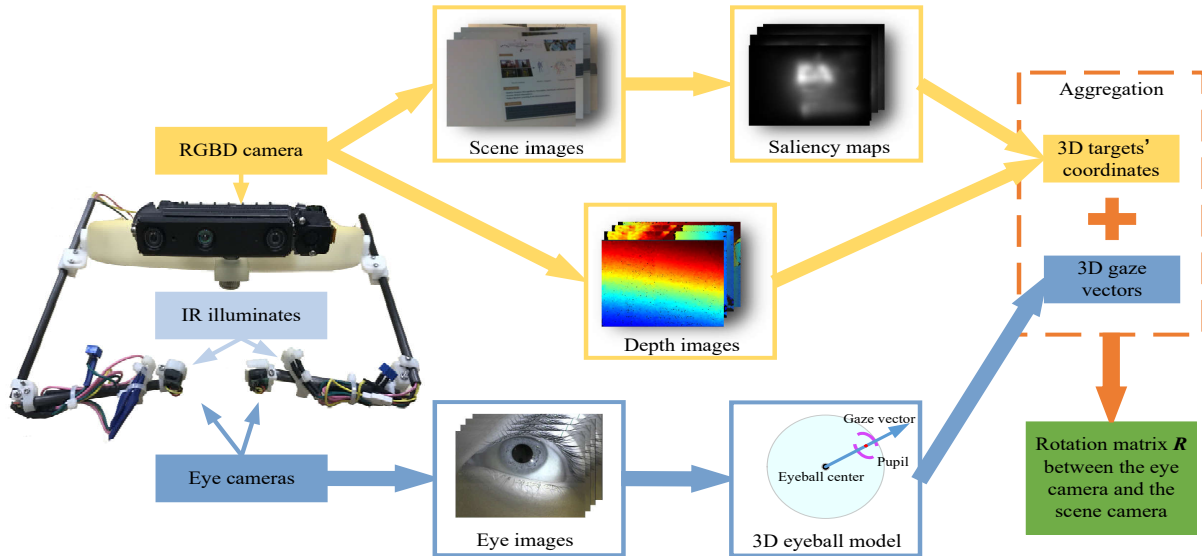 RGBD camera
Scene images
Saliency maps
Aggregation
3D targets'
coordinates
3D gaze
vectors
IR illuminates
Depth images
Eye cameras
Eye images
Gaze vector
Pupil
Eyeball center
3D eyeball model
Rotation matrix R
between the eye
camera and the
scene camera